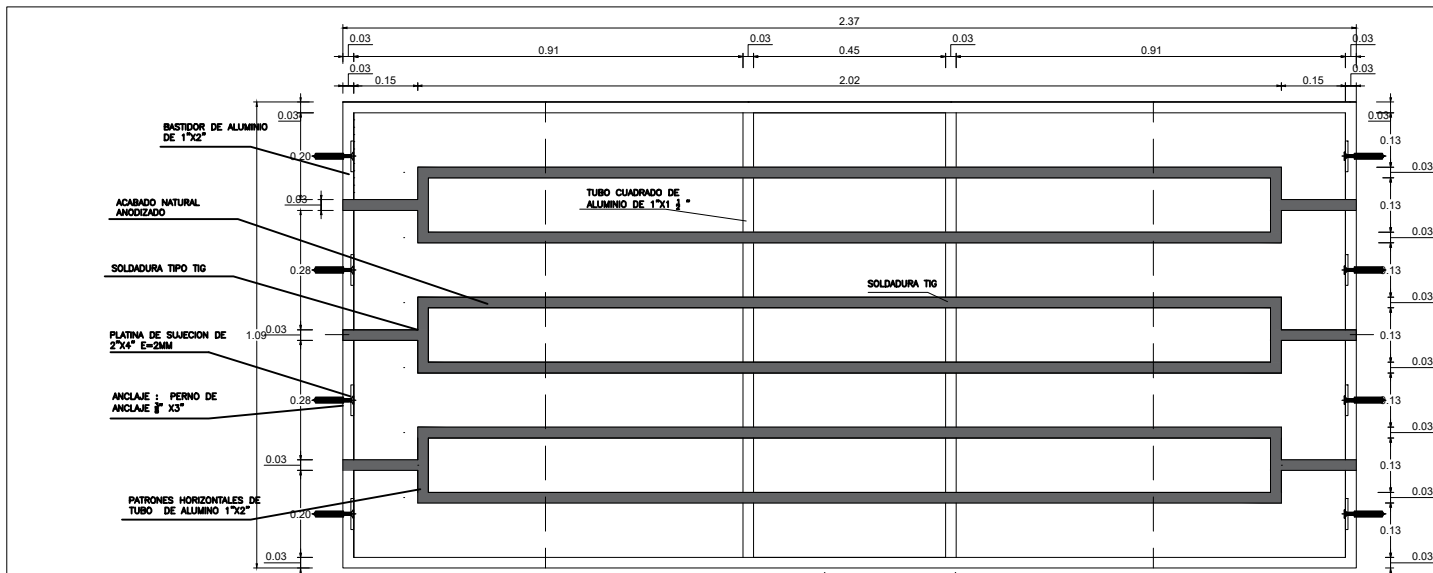 2.37
0.03
0.91
0.03
0.45
0.03
0.91
0.03
0.03
0.15
2.02
0.15
0.03
0.03
0.03
BASTIDOR DE ALUMINIO
DE 1"X2"
0.20
0.13
0.03
ACABADO NATURAL
ANODIZADO
0.03
TUBO CUADRADO DE
ALUMINIO DE 1"X1 ½ "
0.13
0.03
SOLDADURA TIPO TIG
0.28
SOLDADURA TIG
0.13
0.03
PLATINA DE SUJECION DE
2"X4" E=2MM
1.09
0.03
0.13
0.03
ANCLAJE : PERNO DE
ANCLAJE X3"
0.28
0.13
0.03
0.03
0.13
PATRONES HORIZONTALES DE
TUBO DE ALUMINO 1"X2"
0.03
0.20
0.13
0.03
0.03